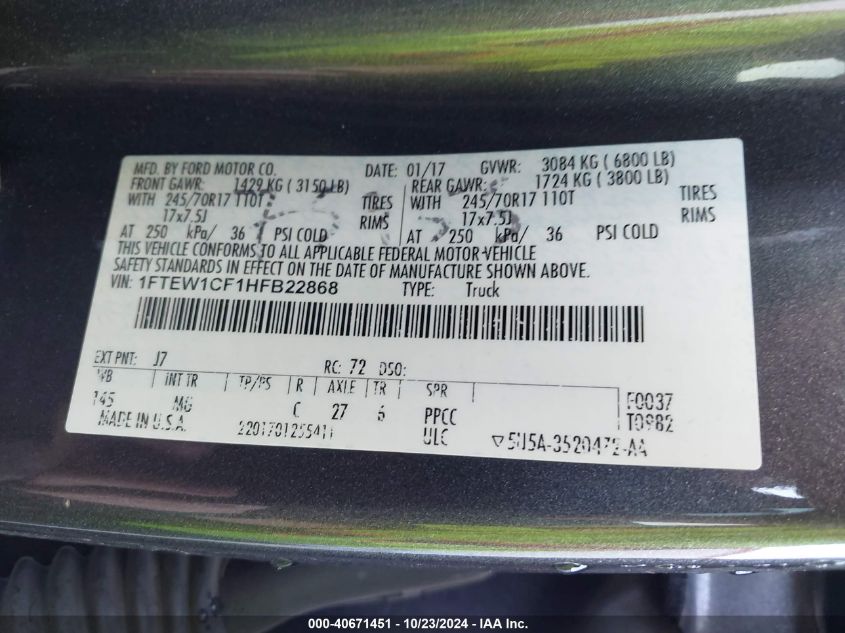 MFD. BY FORD MOTOR CO. DATE: 01/17 GVWR: 3084 KG ( 6800 LB)
FRONT GAWR: 1429 KG ( 3150 LB) REAR GAWR: 1724 KG ( 3800 LB)
WITH 245/70R17 110T TIRES WITH 245/70R17 110T TIRES
17x7.5J RIMS 17x7.5J RIMS
AT 250 kPa/ 36 PSI COLD AT 250 kPa/ 36 PSI COLD
THIS VEHICLE CONFORMS TO ALL APPLICABLE FEDERAL MOTOR VEHICLE
SAFETY STANDARDS IN EFFECT ON THE DATE OF MANUFACTURE SHOWN ABOVE.
VIN: 1FTEW1CF1HFB22868 TYPE: Truck
EXT PNT: J7 RC: 72 DSO:
WB INT TR TP/PS R AXLE TR SPR F0037
145 MG C 27 6 PPCC T0982
MADE IN U.S.A. ULC
000-40671451 - 10/23/2024 - IAA Inc.